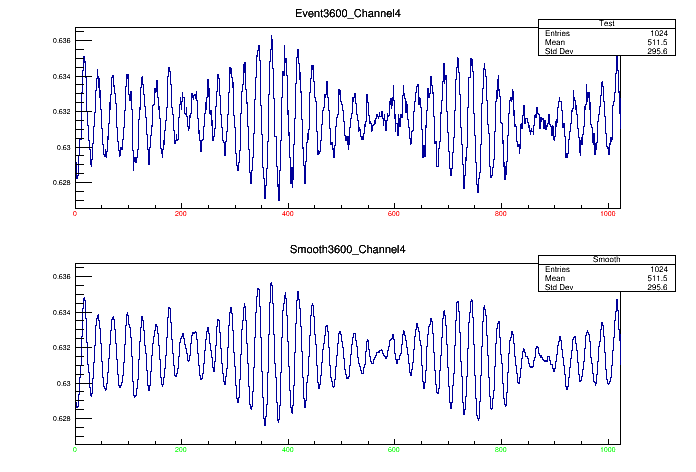 Event3600_Channel4
Test
Entries 1024
Mean 511.5
Std Dev 295.6
0.636
0.634
0.632
0.63
0.628
0 200 400 600 800 1000
Smooth3600_Channel4
Smooth
Entries 1024
Mean 511.5
Std Dev 295.6
0.636
0.634
0.632
0.63
0.628
0 200 400 600 800 1000